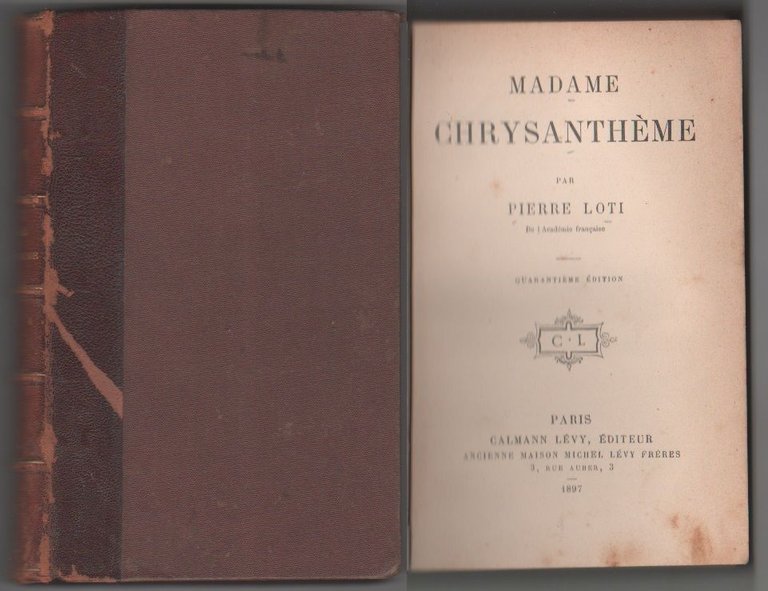 MADAME
CHRYSANTHÈME
PAR
PIERRE LOTI
De l'Académie française
QUARANTIÈME ÉDITION
C · L
PARIS
CALMANN LÉVY, ÉDITEUR
ANCIENNE MAISON MICHEL LÉVY FRÈRES
3, RUE AUBER, 3
1897